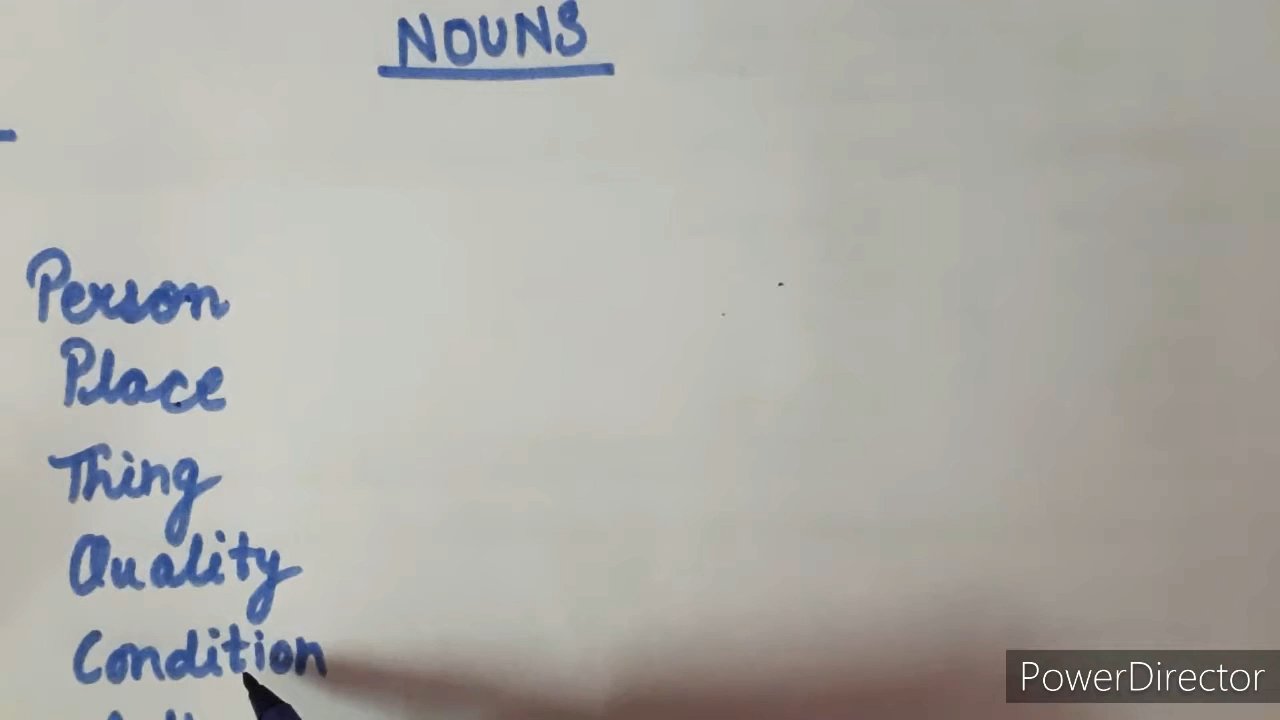 NOUNS
Person
Place
Thing
Quality
Condition
PowerDirector